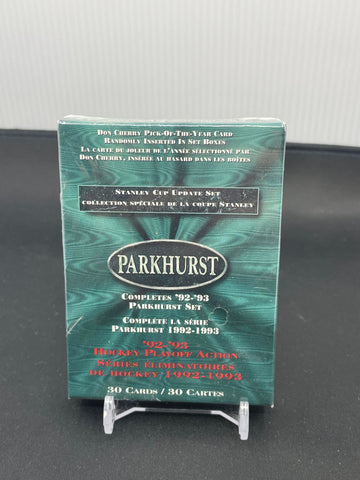 Don Cherry Pick-Of-The-Year Card
Randomly Inserted In Set Boxes
La carte du joueur de l'année sélectionné par
Don Cherry, insérée au hasard dans les boîtes
Stanley Cup Update Set
collection spéciale de la coupe Stanley
PARKHURST
Completes '92-'93
Parkhurst Set
Complète la série
Parkhurst 1992-1993
'92-'93
Hockey Playoff Action
Séries éliminatoires
de hockey 1992-1993
30 Cards / 30 Cartes